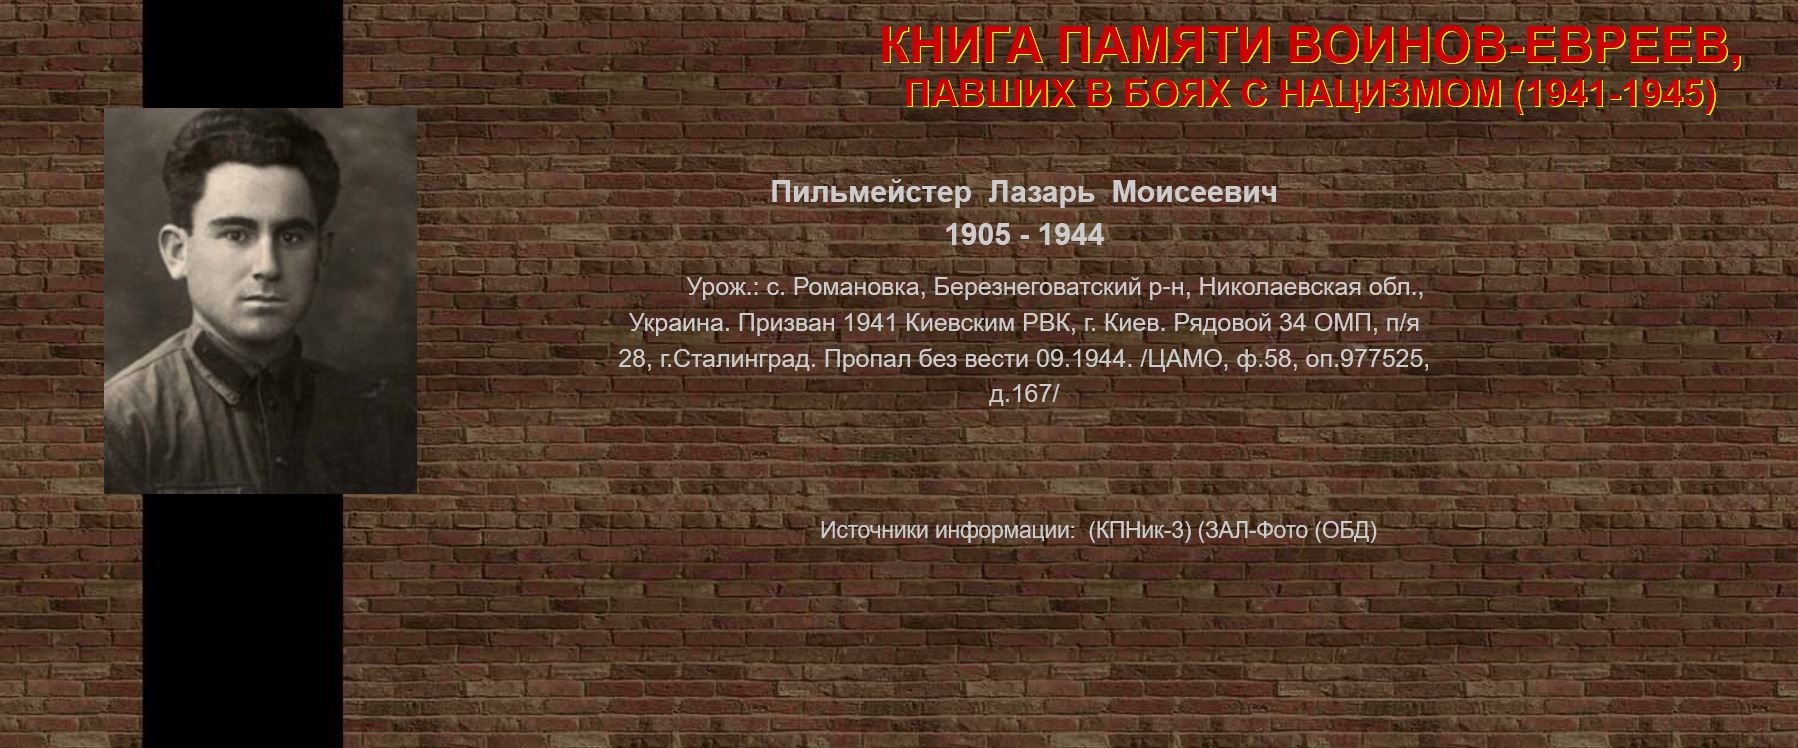 КНИГА ПАМЯТИ ВОИНОВ-ЕВРЕЕВ,
ПАВШИХ В БОЯХ С НАЦИЗМОМ (1941-1945)
Пильмейстер Лазарь Моисеевич
1905 - 1944
Урож.: с. Романовка, Березнеговатский р-н, Николаевская обл.,
Украина. Призван 1941 Киевским РВК, г. Киев. Рядовой 34 ОМП, п/я
28, г.Сталинград. Пропал без вести 09.1944. /ЦАМО, ф.58, оп.977525,
д.167/
Источники информации: (КПНик-3) (ЗАЛ-Фото (ОБД)